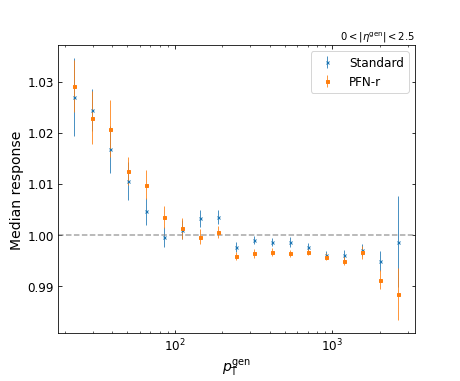 0 < |η^gen| < 2.5
Standard
PFN-r
Median response
1.03
1.02
1.01
1.00
0.99
10^2
10^3
p_T^gen